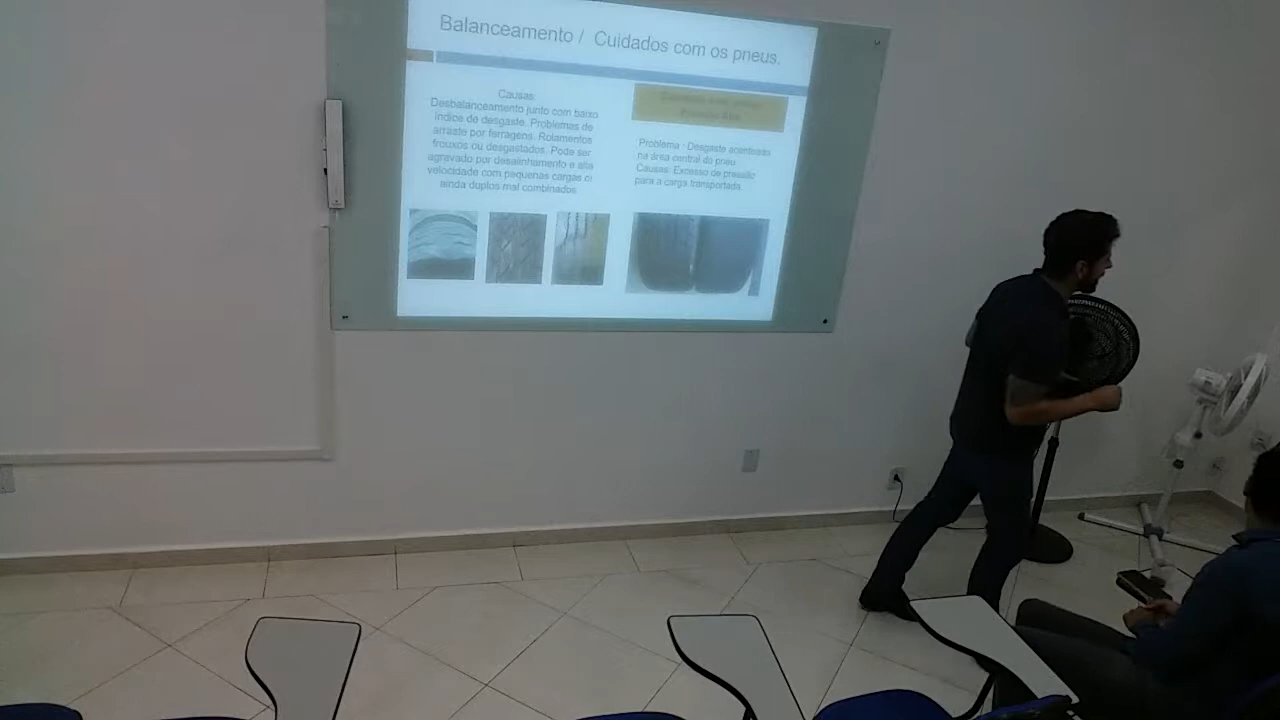 Balanceamento / Cuidados com os pneus.
Causas:
Desbalanceamento junto com baixo
índice de desgaste. Problemas de
arraste por ferragens. Rolamentos
frouxos ou desgastados. Pode ser
agravado por desalinhamento e alta
velocidade com pequenas cargas o
ainda duplos mal combinados
Problema - Desgaste acentuado
na área central do pneu.
Causas: Excesso de pressão
para a carga transportada.